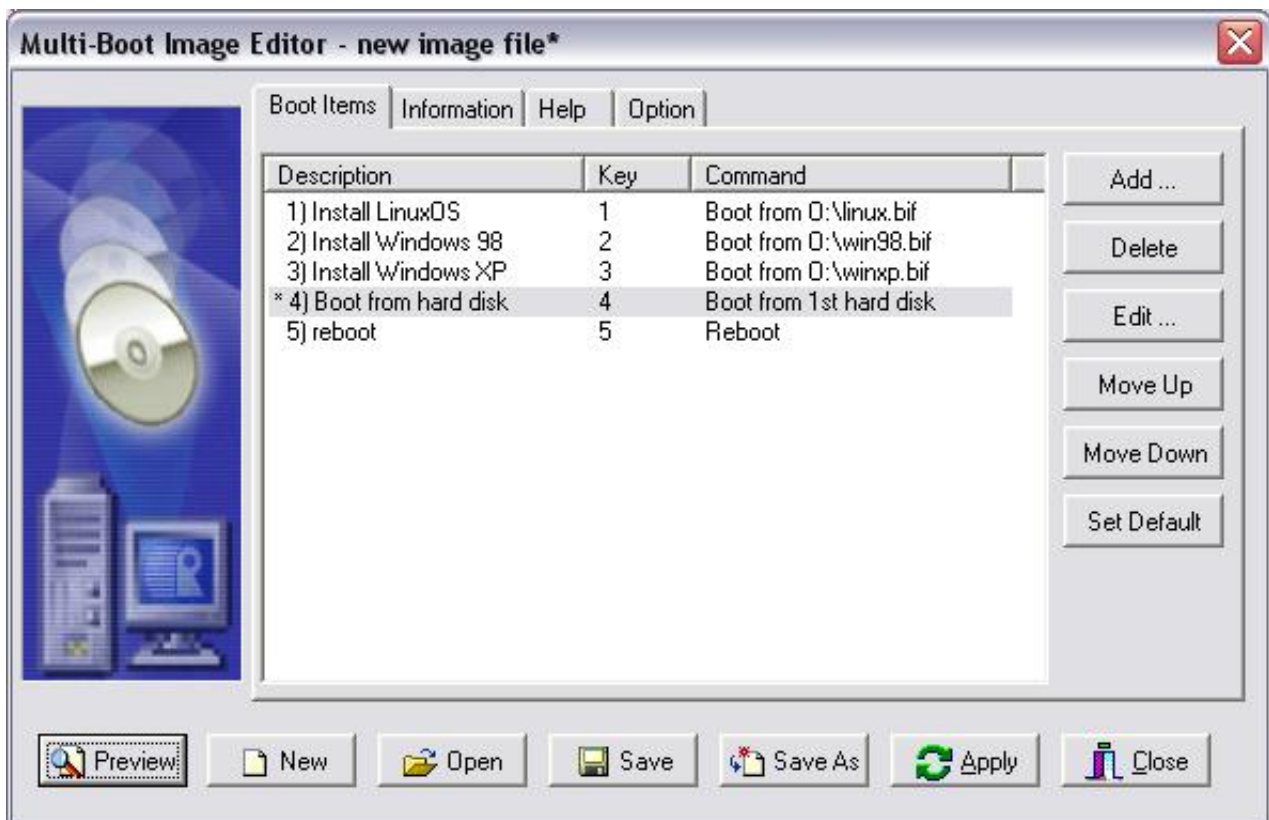 Multi-Boot Image Editor - new image file*
Boot Items Information Help Option
Description Key Command
1) Install LinuxOS 1 Boot from O:\linux.bif
2) Install Windows 98 2 Boot from O:\win98.bif
3) Install Windows XP 3 Boot from O:\winxp.bif
* 4) Boot from hard disk 4 Boot from 1st hard disk
5) reboot 5 Reboot
Add ...
Delete
Edit ...
Move Up
Move Down
Set Default
Preview New Open Save Save As Apply Close